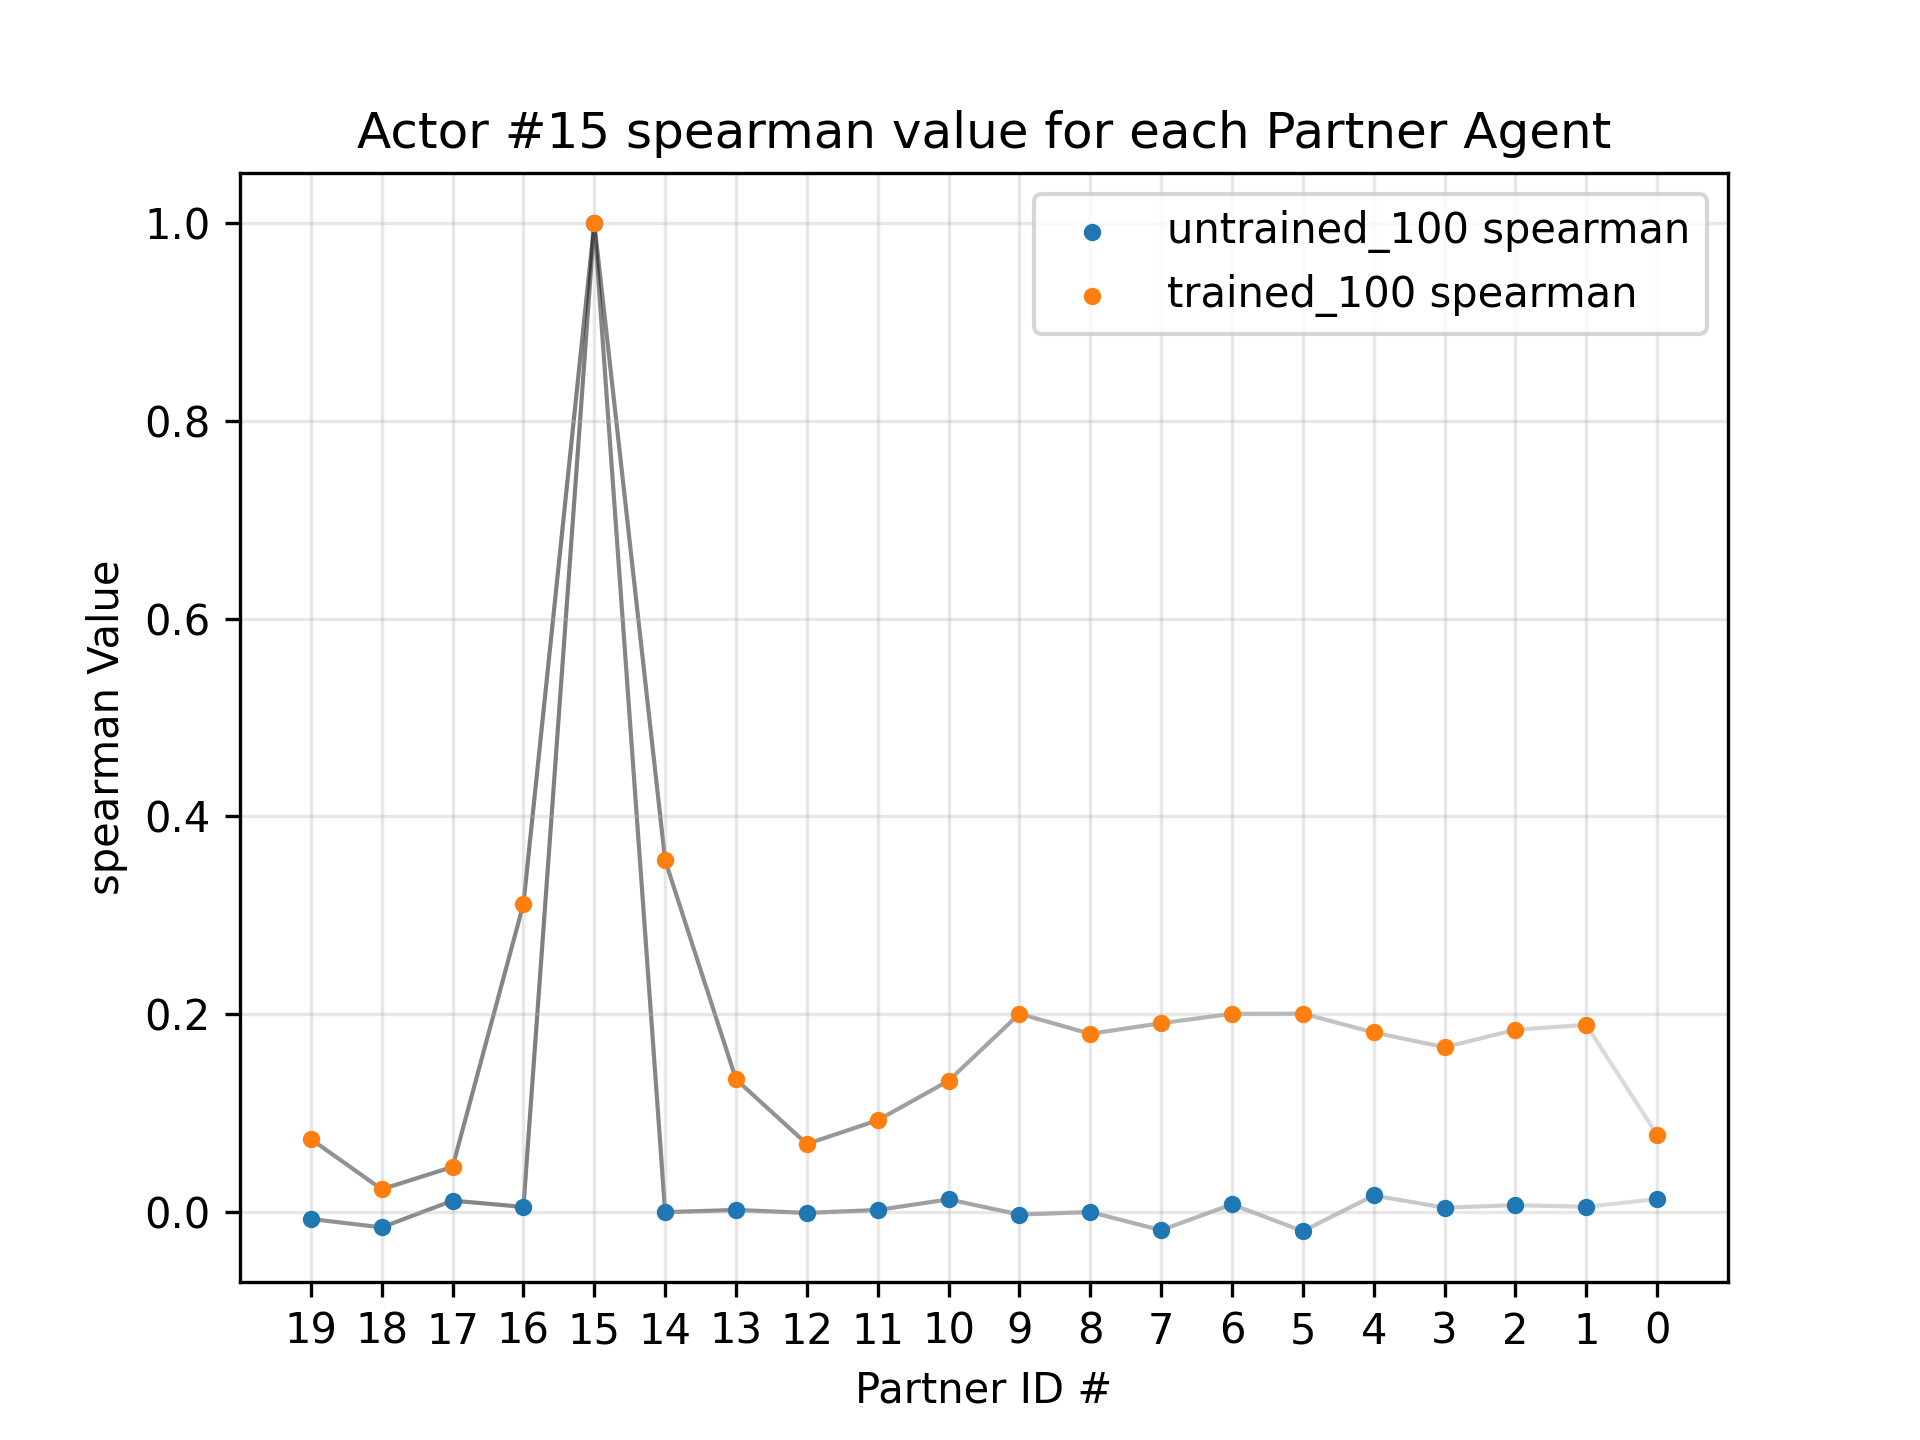 Actor #15 spearman value for each Partner Agent
untrained_100 spearman
trained_100 spearman
1.0
0.8
0.6
0.4
0.2
0.0
spearman Value
19 18 17 16 15 14 13 12 11 10 9 8 7 6 5 4 3 2 1 0
Partner ID #